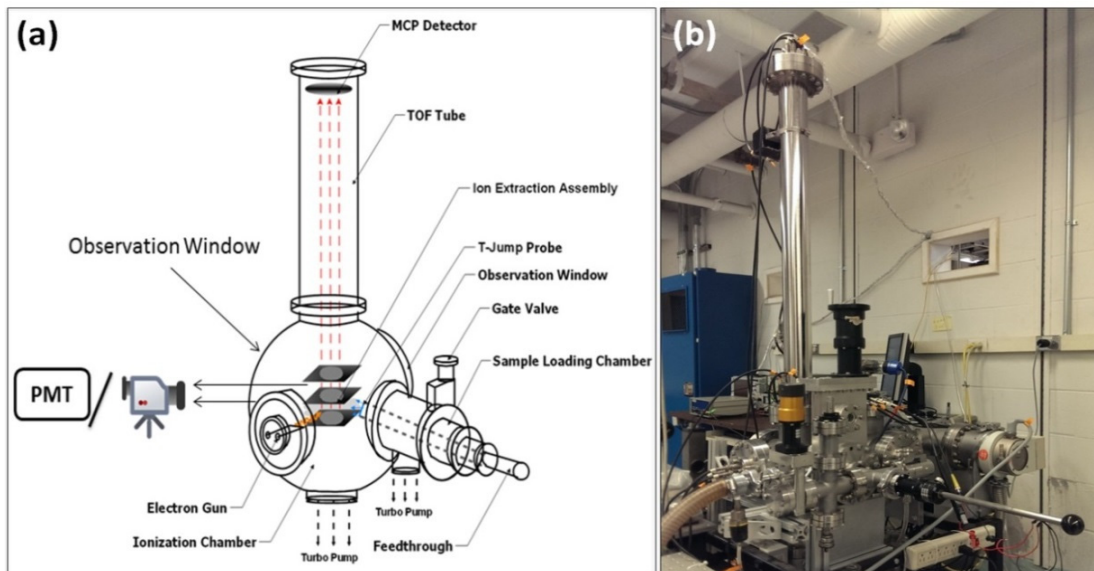 (a)
MCP Detector
TOF Tube
Ion Extraction Assembly
Observation Window
T-Jump Probe
Observation Window
Gate Valve
Sample Loading Chamber
PMT
Electron Gun
Turbo Pump
Ionization Chamber
Feedthrough
Turbo Pump
(b)